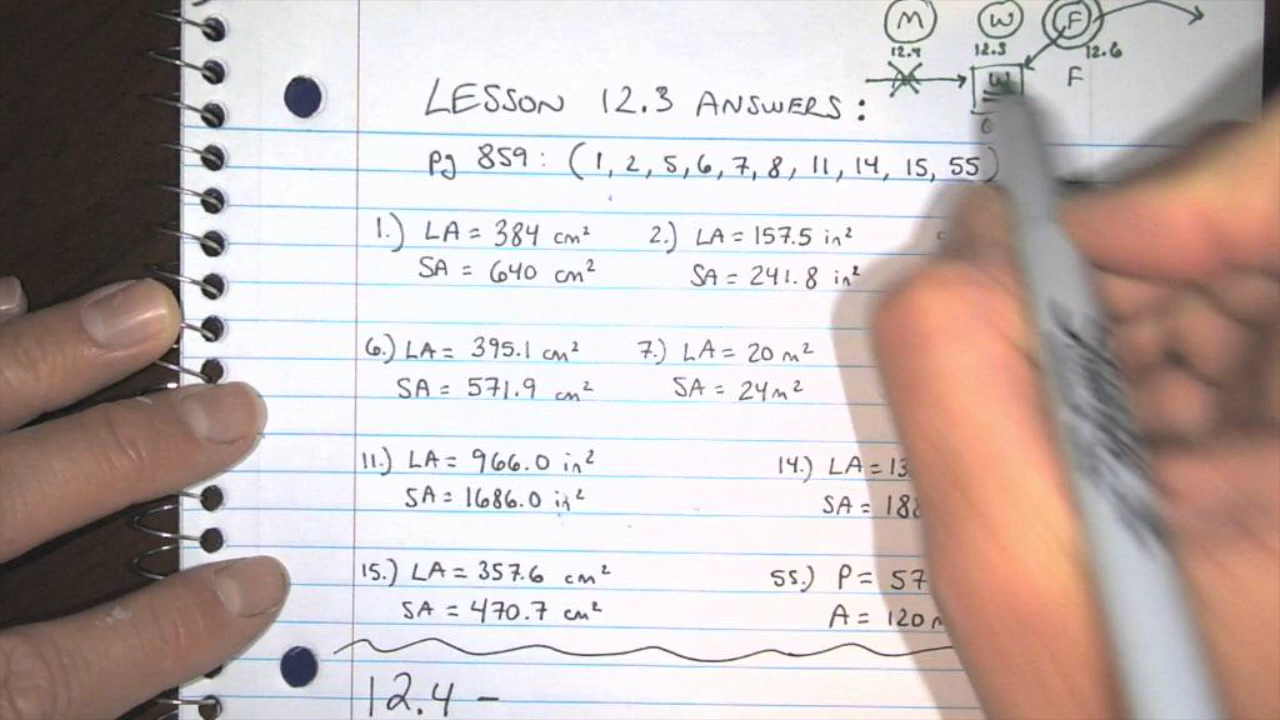 M W F
12.4 12.3 12.6
W F
LESSON 12.3 ANSWERS:
pg 859: (1, 2, 5, 6, 7, 8, 11, 14, 15, 55)
1.) LA = 384 cm² 2.) LA = 157.5 in²
SA = 640 cm² SA = 241.8 in²
6.) LA = 395.1 cm² 7.) LA = 20 m²
SA = 571.9 cm² SA = 24 m²
11.) LA = 966.0 in² 14.) LA = 13
SA = 1686.0 in² SA = 188
15.) LA = 357.6 cm² 55.) P = 57
SA = 470.7 cm² A = 120
12.4 -